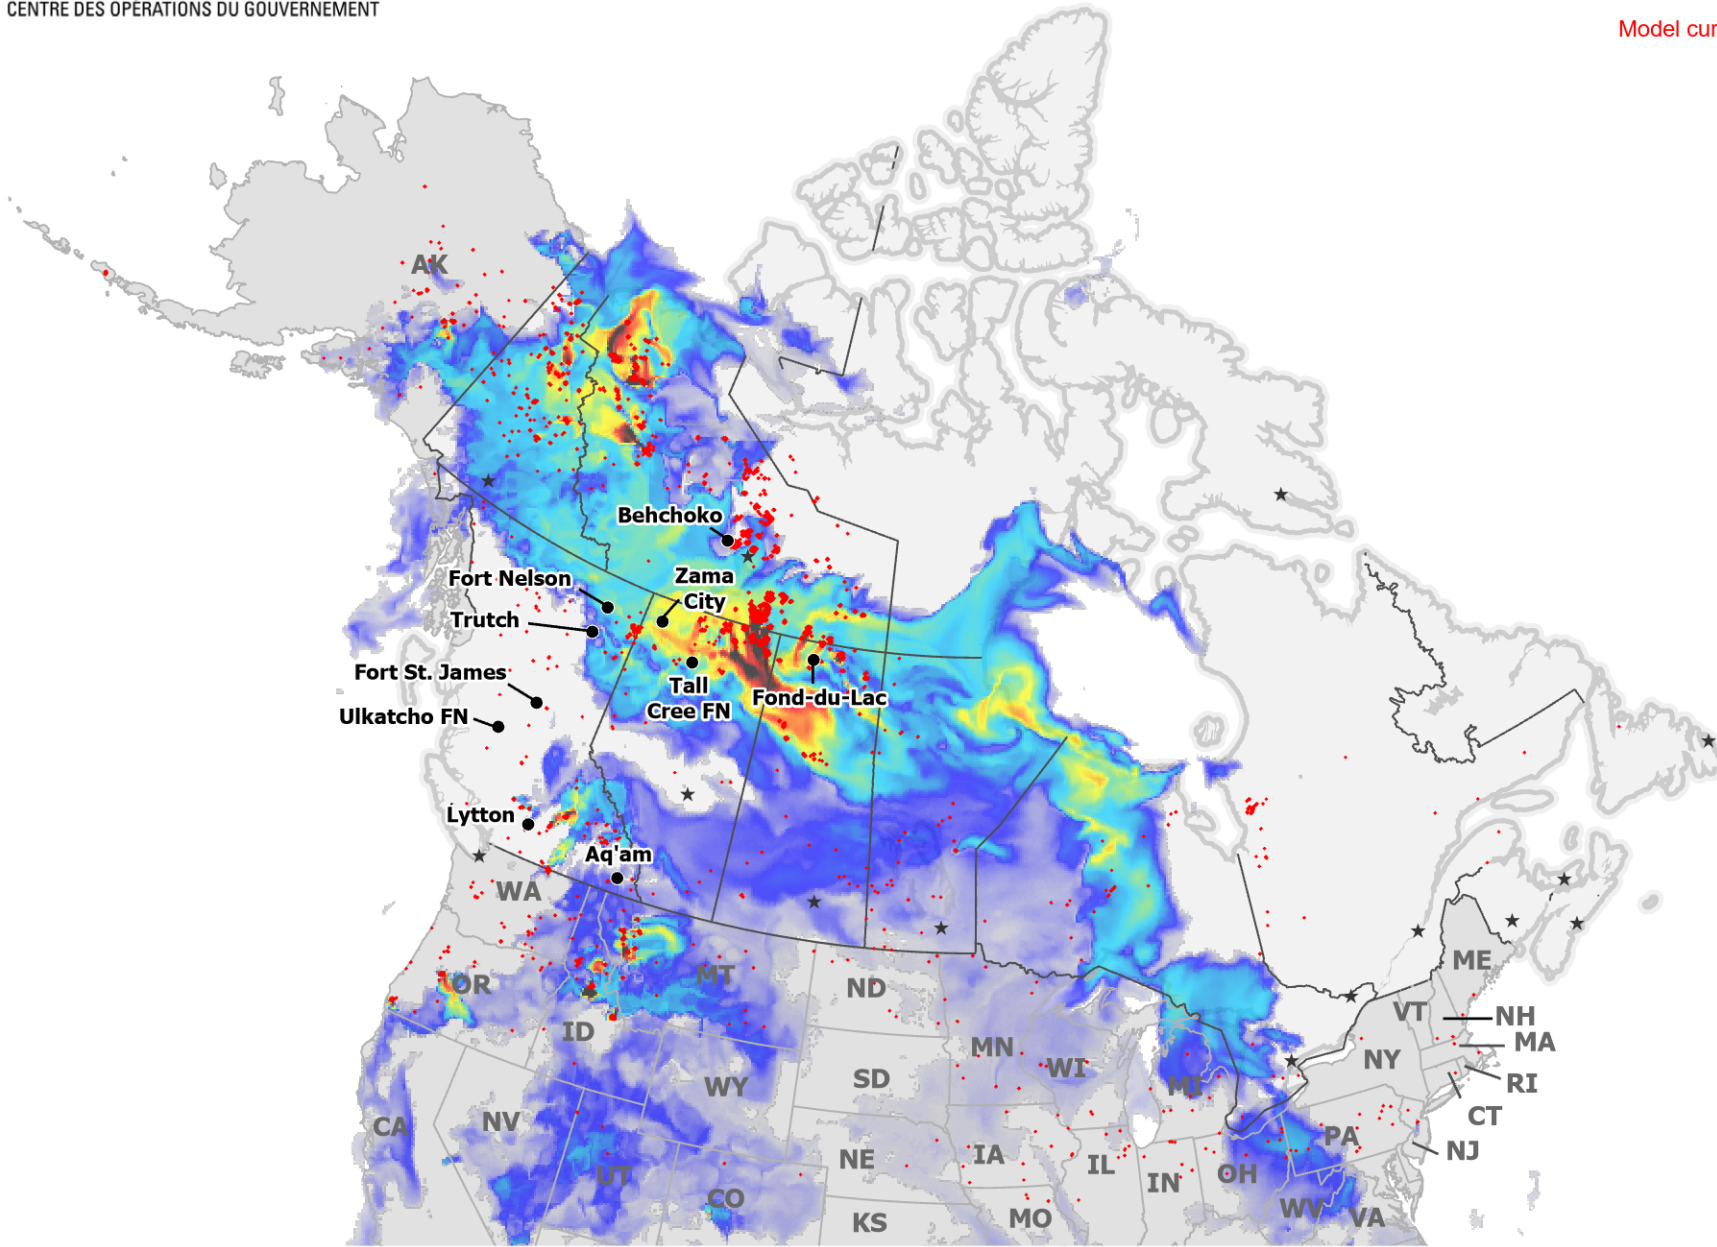 CENTRE DES OPÉRATIONS DU GOUVERNEMENT
Model cur
AK
Behchoko
Fort Nelson
Zama
City
Trutch
Fort St. James
Tall
Cree FN
Fond-du-Lac
Ulkatcho FN
Lytton
Aq'am
WA
OR
MT
ND
ME
ID
VT
NH
MN
MA
WI
NY
SD
WY
MI
RI
NV
CT
CA
PA
NE
IA
IL
NJ
UT
IN
OH
CO
KS
MO
WV
VA